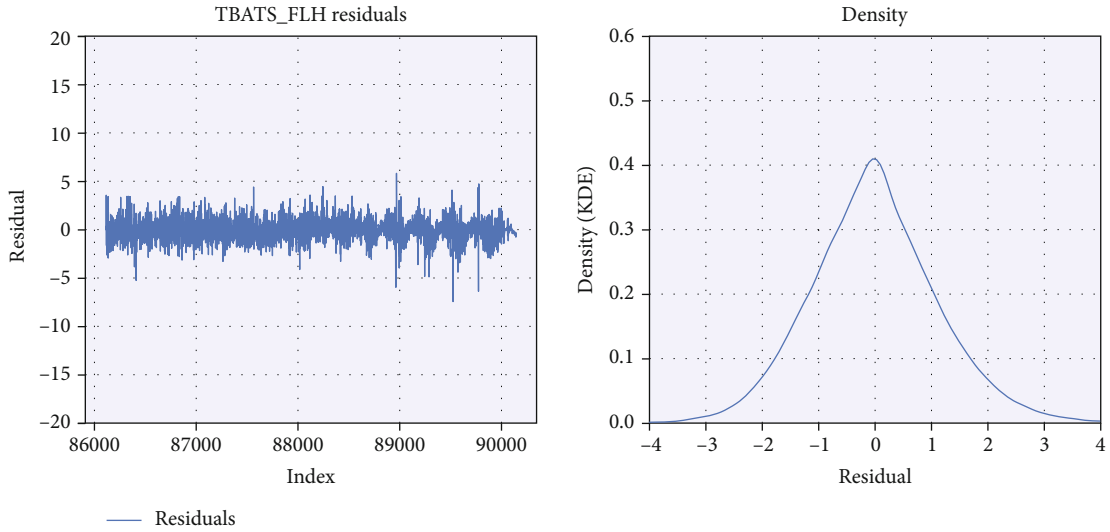 TBATS_FLH residuals
20
15
10
5
0
−5
−10
−15
−20
Residual
86000 87000 88000 89000 90000
Index
Residuals
Density
0.6
0.5
0.4
0.3
0.2
0.1
0.0
Density (KDE)
−4 −3 −2 −1 0 1 2 3 4
Residual